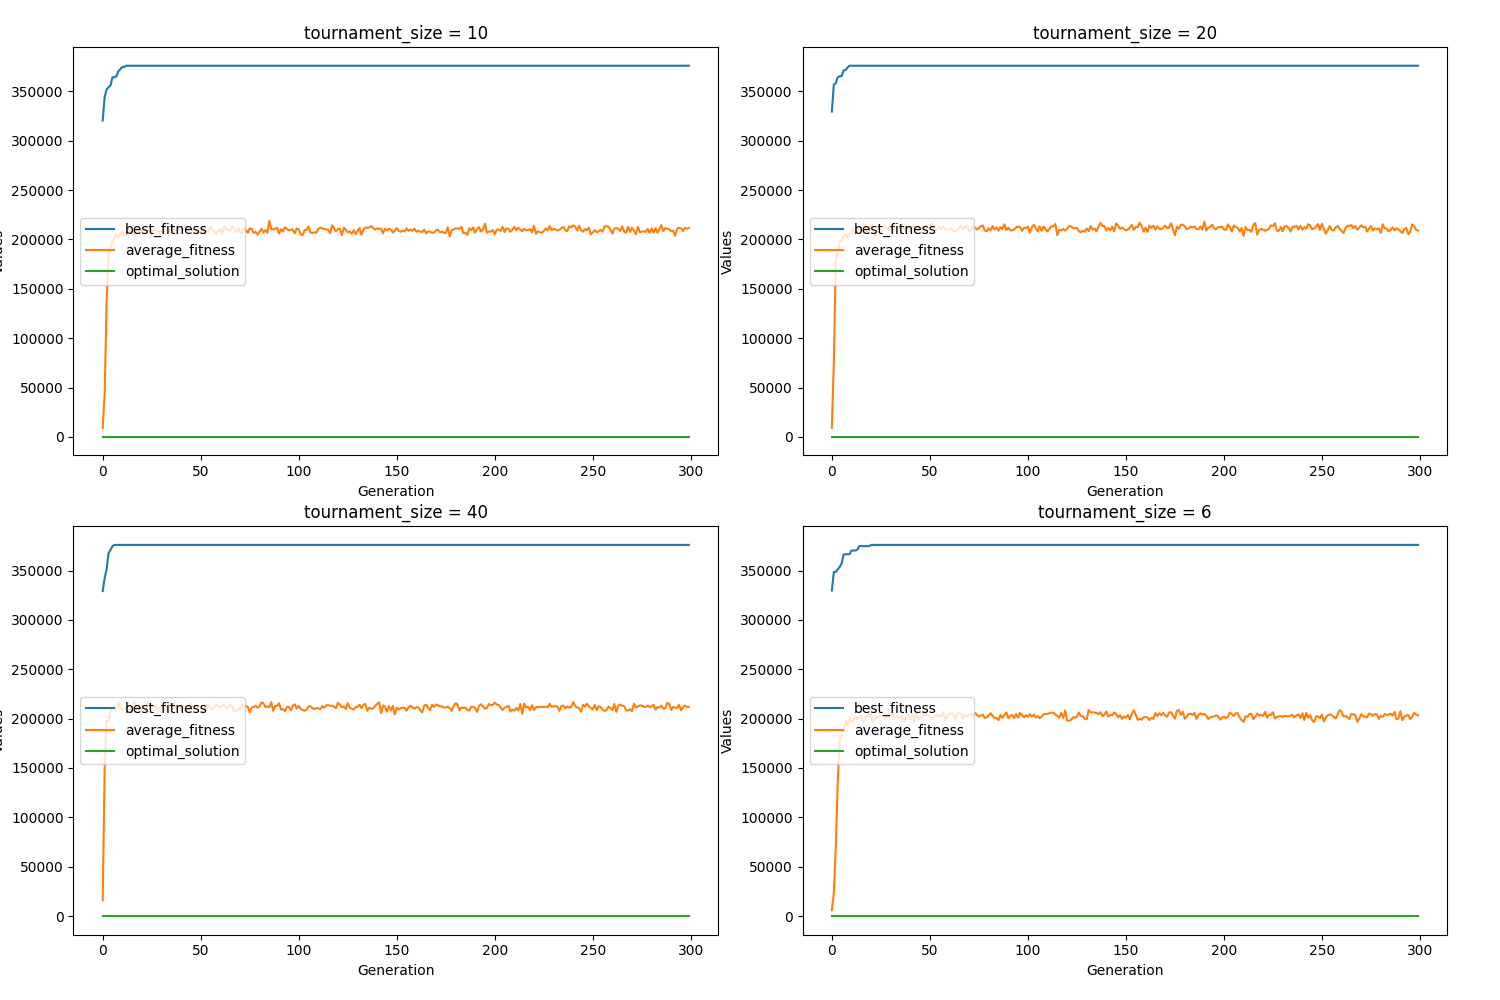 tournament_size = 10
350000
300000
250000
200000
150000
100000
50000
0
best_fitness
average_fitness
optimal_solution
0 50 100 150 200 250 300
Generation
tournament_size = 20
Values
350000
300000
250000
200000
150000
100000
50000
0
best_fitness
average_fitness
optimal_solution
0 50 100 150 200 250 300
Generation
tournament_size = 40
350000
300000
250000
200000
150000
100000
50000
0
best_fitness
average_fitness
optimal_solution
0 50 100 150 200 250 300
Generation
tournament_size = 6
Values
350000
300000
250000
200000
150000
100000
50000
0
best_fitness
average_fitness
optimal_solution
0 50 100 150 200 250 300
Generation